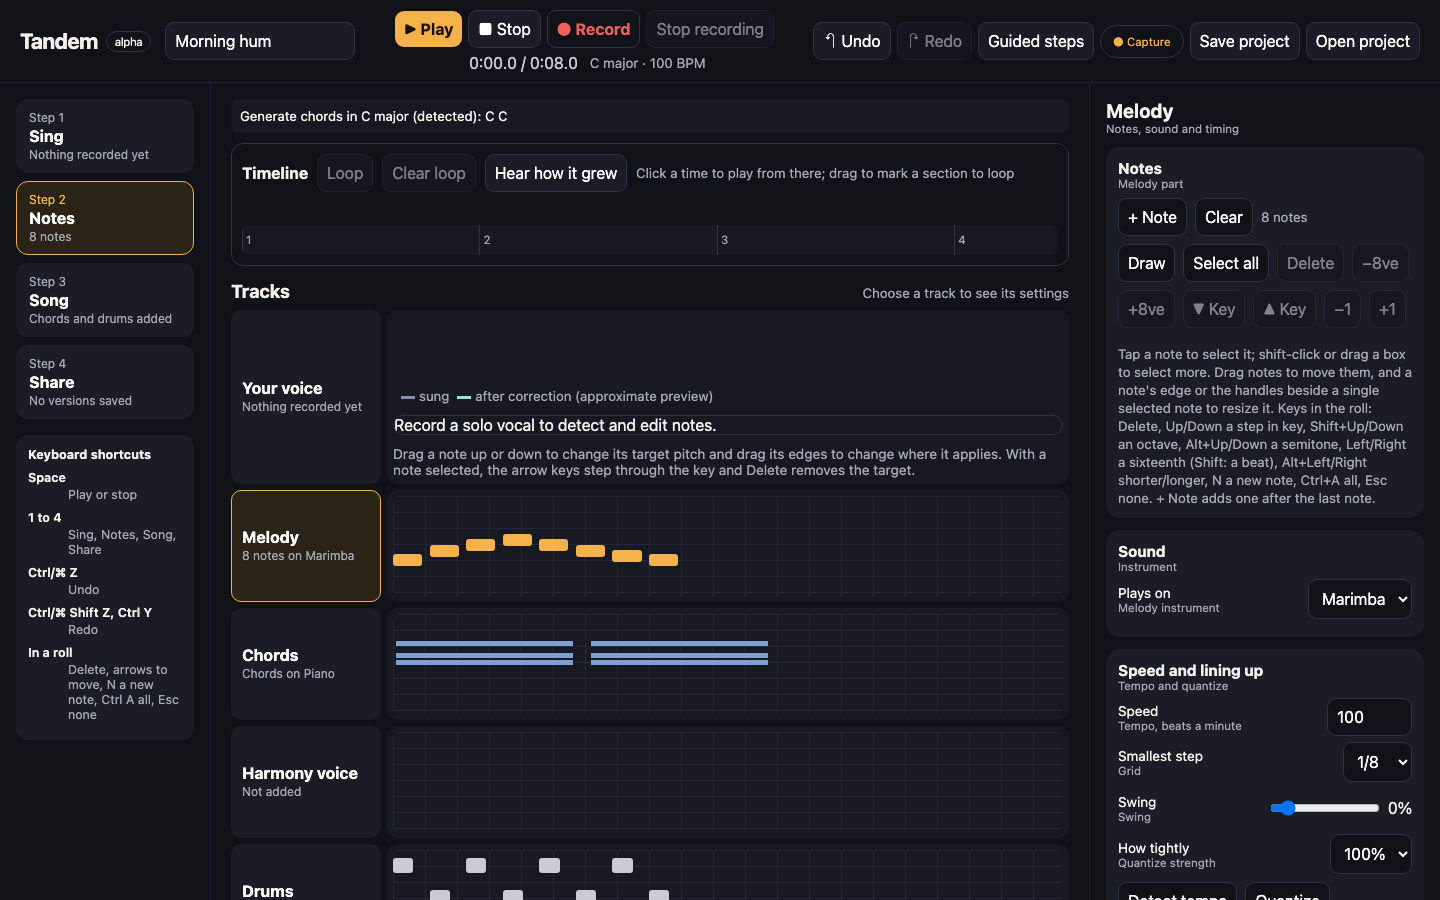 Tandem alpha
Morning hum
Play Stop Record Stop recording
0:00.0 / 0:08.0 C major · 100 BPM
Undo Redo Guided steps Capture Save project Open project
Step 1
Sing
Nothing recorded yet
Step 2
Notes
8 notes
Step 3
Song
Chords and drums added
Step 4
Share
No versions saved
Keyboard shortcuts
Space
Play or stop
1 to 4
Sing, Notes, Song,
Share
Ctrl/⌘ Z
Undo
Ctrl/⌘ Shift Z, Ctrl Y
Redo
In a roll
Delete, arrows to
move, N a new
note, Ctrl A all, Esc
none
Generate chords in C major (detected): C C
Timeline Loop Clear loop Hear how it grew Click a time to play from there; drag to mark a section to loop
1 2 3 4
Tracks Choose a track to see its settings
Your voice
Nothing recorded yet
sung after correction (approximate preview)
Record a solo vocal to detect and edit notes.
Drag a note up or down to change its target pitch and drag its edges to change where it applies. With a
note selected, the arrow keys step through the key and Delete removes the target.
Melody
8 notes on Marimba
Chords
Chords on Piano
Harmony voice
Not added
Drums
Melody
Notes, sound and timing
Notes
Melody part
+ Note Clear 8 notes
Draw Select all Delete −8ve
+8ve ▼ Key ▲ Key −1 +1
Tap a note to select it; shift-click or drag a box
to select more. Drag notes to move them, and a
note's edge or the handles beside a single
selected note to resize it. Keys in the roll:
Delete, Up/Down a step in key, Shift+Up/Down
an octave, Alt+Up/Down a semitone, Left/Right
a sixteenth (Shift: a beat), Alt+Left/Right
shorter/longer, N a new note, Ctrl+A all, Esc
none. + Note adds one after the last note.
Sound
Instrument
Plays on
Melody instrument
Marimba
Speed and lining up
Tempo and quantize
Speed
Tempo, beats a minute
100
Smallest step
Grid
1/8
Swing
Swing
0%
How tightly
Quantize strength
100%
Detect tempo Quantize